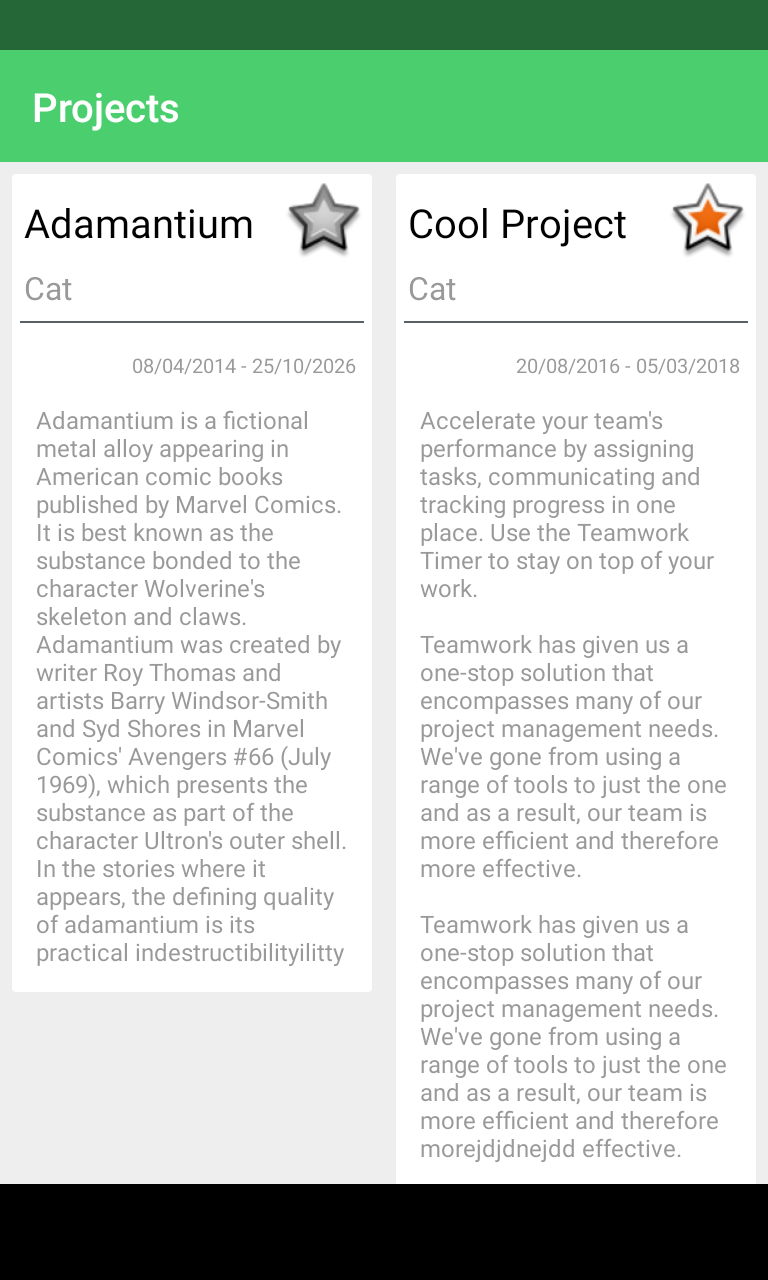 Projects
Adamantium
Cat
08/04/2014 - 25/10/2026
Adamantium is a fictional
metal alloy appearing in
American comic books
published by Marvel Comics.
It is best known as the
substance bonded to the
character Wolverine's
skeleton and claws.
Adamantium was created by
writer Roy Thomas and
artists Barry Windsor-Smith
and Syd Shores in Marvel
Comics' Avengers #66 (July
1969), which presents the
substance as part of the
character Ultron's outer shell.
In the stories where it
appears, the defining quality
of adamantium is its
practical indestructibilityilitty
Cool Project
Cat
20/08/2016 - 05/03/2018
Accelerate your team's
performance by assigning
tasks, communicating and
tracking progress in one
place. Use the Teamwork
Timer to stay on top of your
work.
Teamwork has given us a
one-stop solution that
encompasses many of our
project management needs.
We've gone from using a
range of tools to just the one
and as a result, our team is
more efficient and therefore
more effective.
Teamwork has given us a
one-stop solution that
encompasses many of our
project management needs.
We've gone from using a
range of tools to just the one
and as a result, our team is
more efficient and therefore
morejdjdnejdd effective.